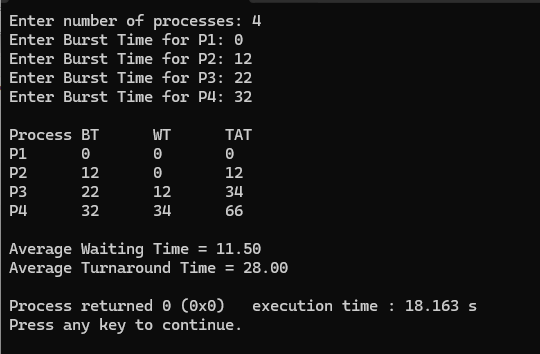 Enter number of processes: 4
Enter Burst Time for P1: 0
Enter Burst Time for P2: 12
Enter Burst Time for P3: 22
Enter Burst Time for P4: 32
Process BT      WT      TAT
P1      0       0       0
P2      12      0       12
P3      22      12      34
P4      32      34      66
Average Waiting Time = 11.50
Average Turnaround Time = 28.00
Process returned 0 (0x0)   execution time : 18.163 s
Press any key to continue.